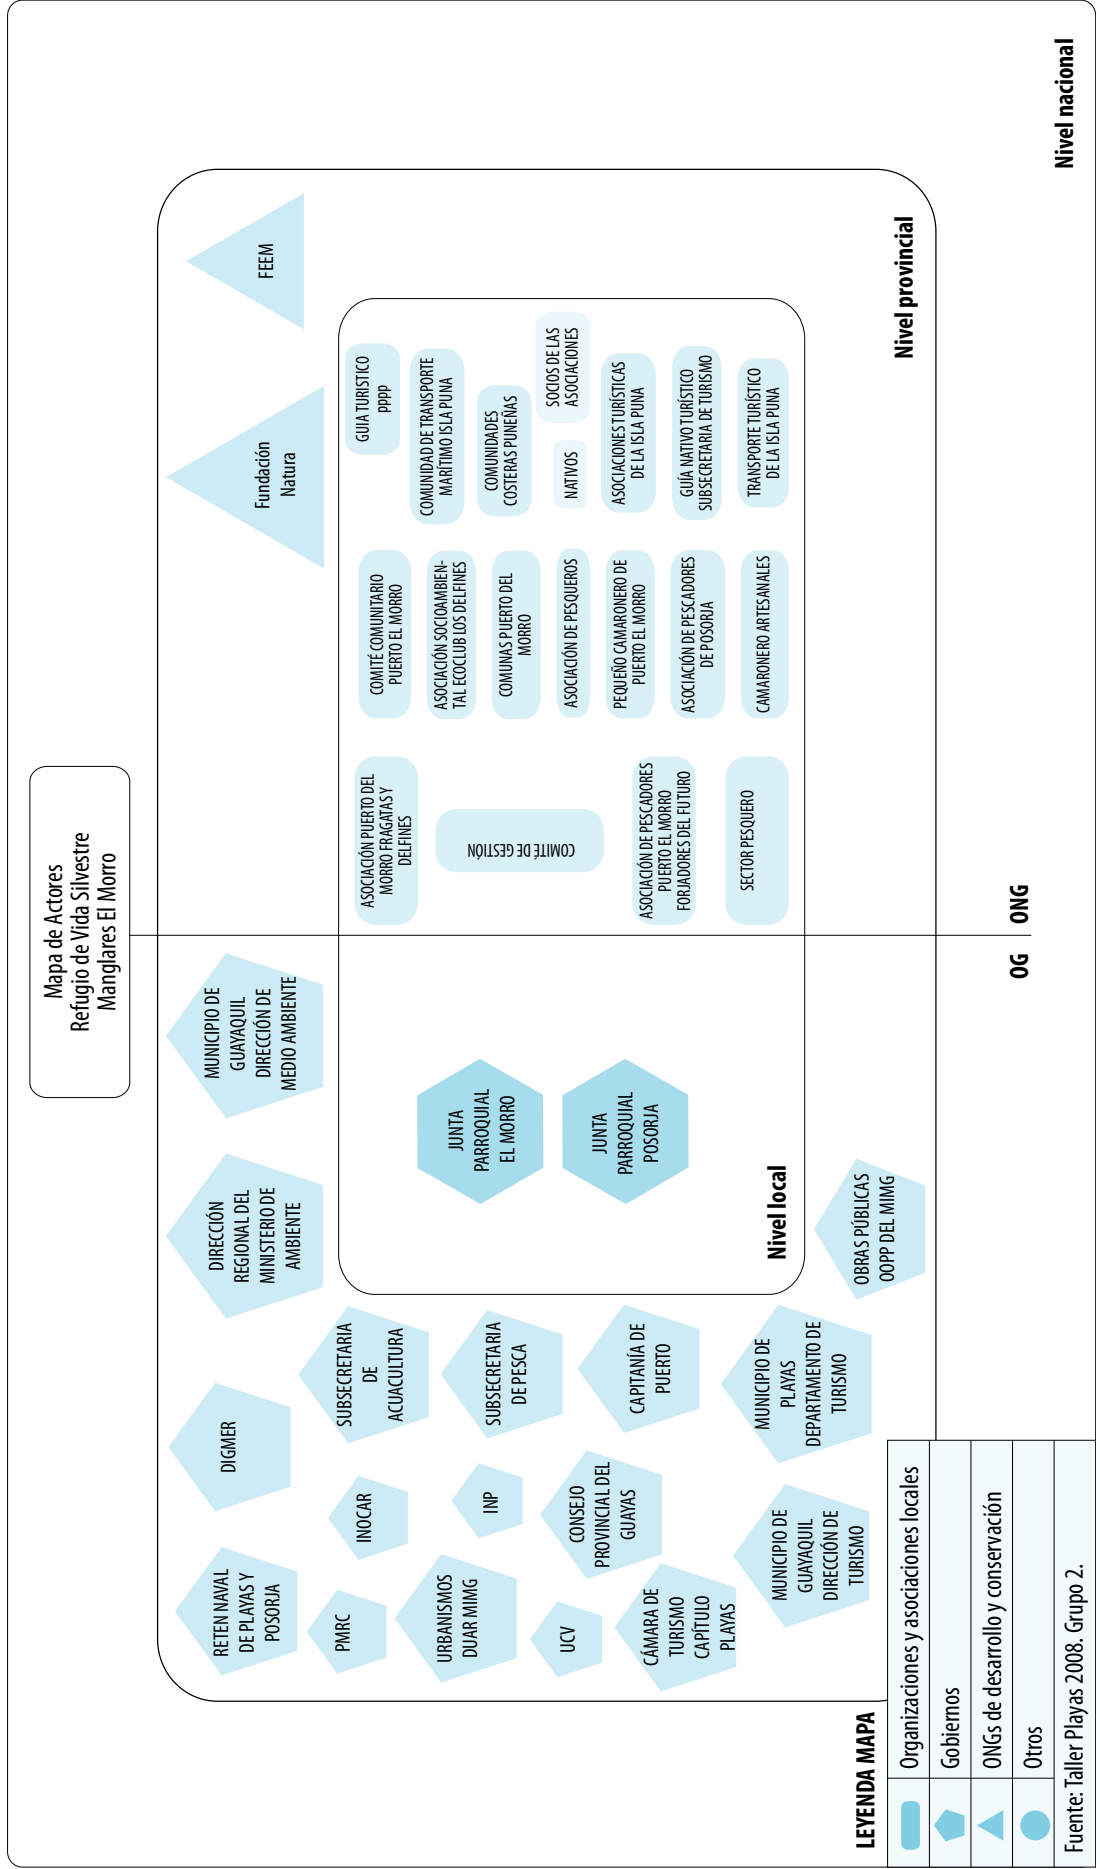 Mapa de Actores
Refugio de Vida Silvestre
Manglares El Morro
RETEN NAVAL
DE PLAYAS Y
POSORJA
DIGMER
DIRECCIÓN
REGIONAL DEL
MINISTERIO DE
AMBIENTE
MUNICIPIO DE
GUAYAQUIL
DIRECCIÓN DE
MEDIO AMBIENTE
PMRC
INOCAR
SUBSECRETARIA
DE
ACUACULTURA
URBANISMOS
DUAR MIMG
INP
SUBSECRETARIA
DE PESCA
UCV
CONSEJO
PROVINCIAL DEL
GUAYAS
CAPITANÍA DE
PUERTO
CÁMARA DE
TURISMO
CAPÍTULO
PLAYAS
MUNICIPIO DE
GUAYAQUIL
DIRECCIÓN DE
TURISMO
MUNICIPIO DE
PLAYAS
DEPARTAMENTO DE
TURISMO
OBRAS PÚBLICAS
OOPP DEL MIMG
JUNTA
PARROQUIAL
EL MORRO
JUNTA
PARROQUIAL
POSORJA
Nivel local
Fundación
Natura
FEEM
ASOCIACIÓN PUERTO DEL
MORRO FRAGATAS Y
DELFINES
COMITÉ DE GESTIÓN
ASOCIACIÓN DE PESCADORES
PUERTO EL MORRO
FORJADORES DEL FUTURO
SECTOR PESQUERO
COMITÉ COMUNITARIO
PUERTO EL MORRO
ASOCIACIÓN SOCIOAMBIEN-
TAL ECOCLUB LOS DELFINES
COMUNAS PUERTO DEL
MORRO
ASOCIACIÓN DE PESQUEROS
PEQUEÑO CAMARONERO DE
PUERTO EL MORRO
ASOCIACIÓN DE PESCADORES
DE POSORJA
CAMARONERO ARTESANALES
GUIA TURISTICO
PPPP
COMUNIDAD DE TRANSPORTE
MARÍTIMO ISLA PUNA
COMUNIDADES
COSTERAS PUNEÑAS
NATIVOS
SOCIOS DE LAS
ASOCIACIONES
ASOCIACIONES TURÍSTICAS
DE LA ISLA PUNA
GUÍA NATIVO TURÍSTICO
SUBSECRETARIA DE TURISMO
TRANSPORTE TURÍSTICO
DE LA ISLA PUNA
Nivel provincial
OG ONG
Nivel nacional
LEYENDA MAPA
Organizaciones y asociaciones locales
Gobiernos
ONGs de desarrollo y conservación
Otros
Fuente: Taller Playas 2008. Grupo 2.